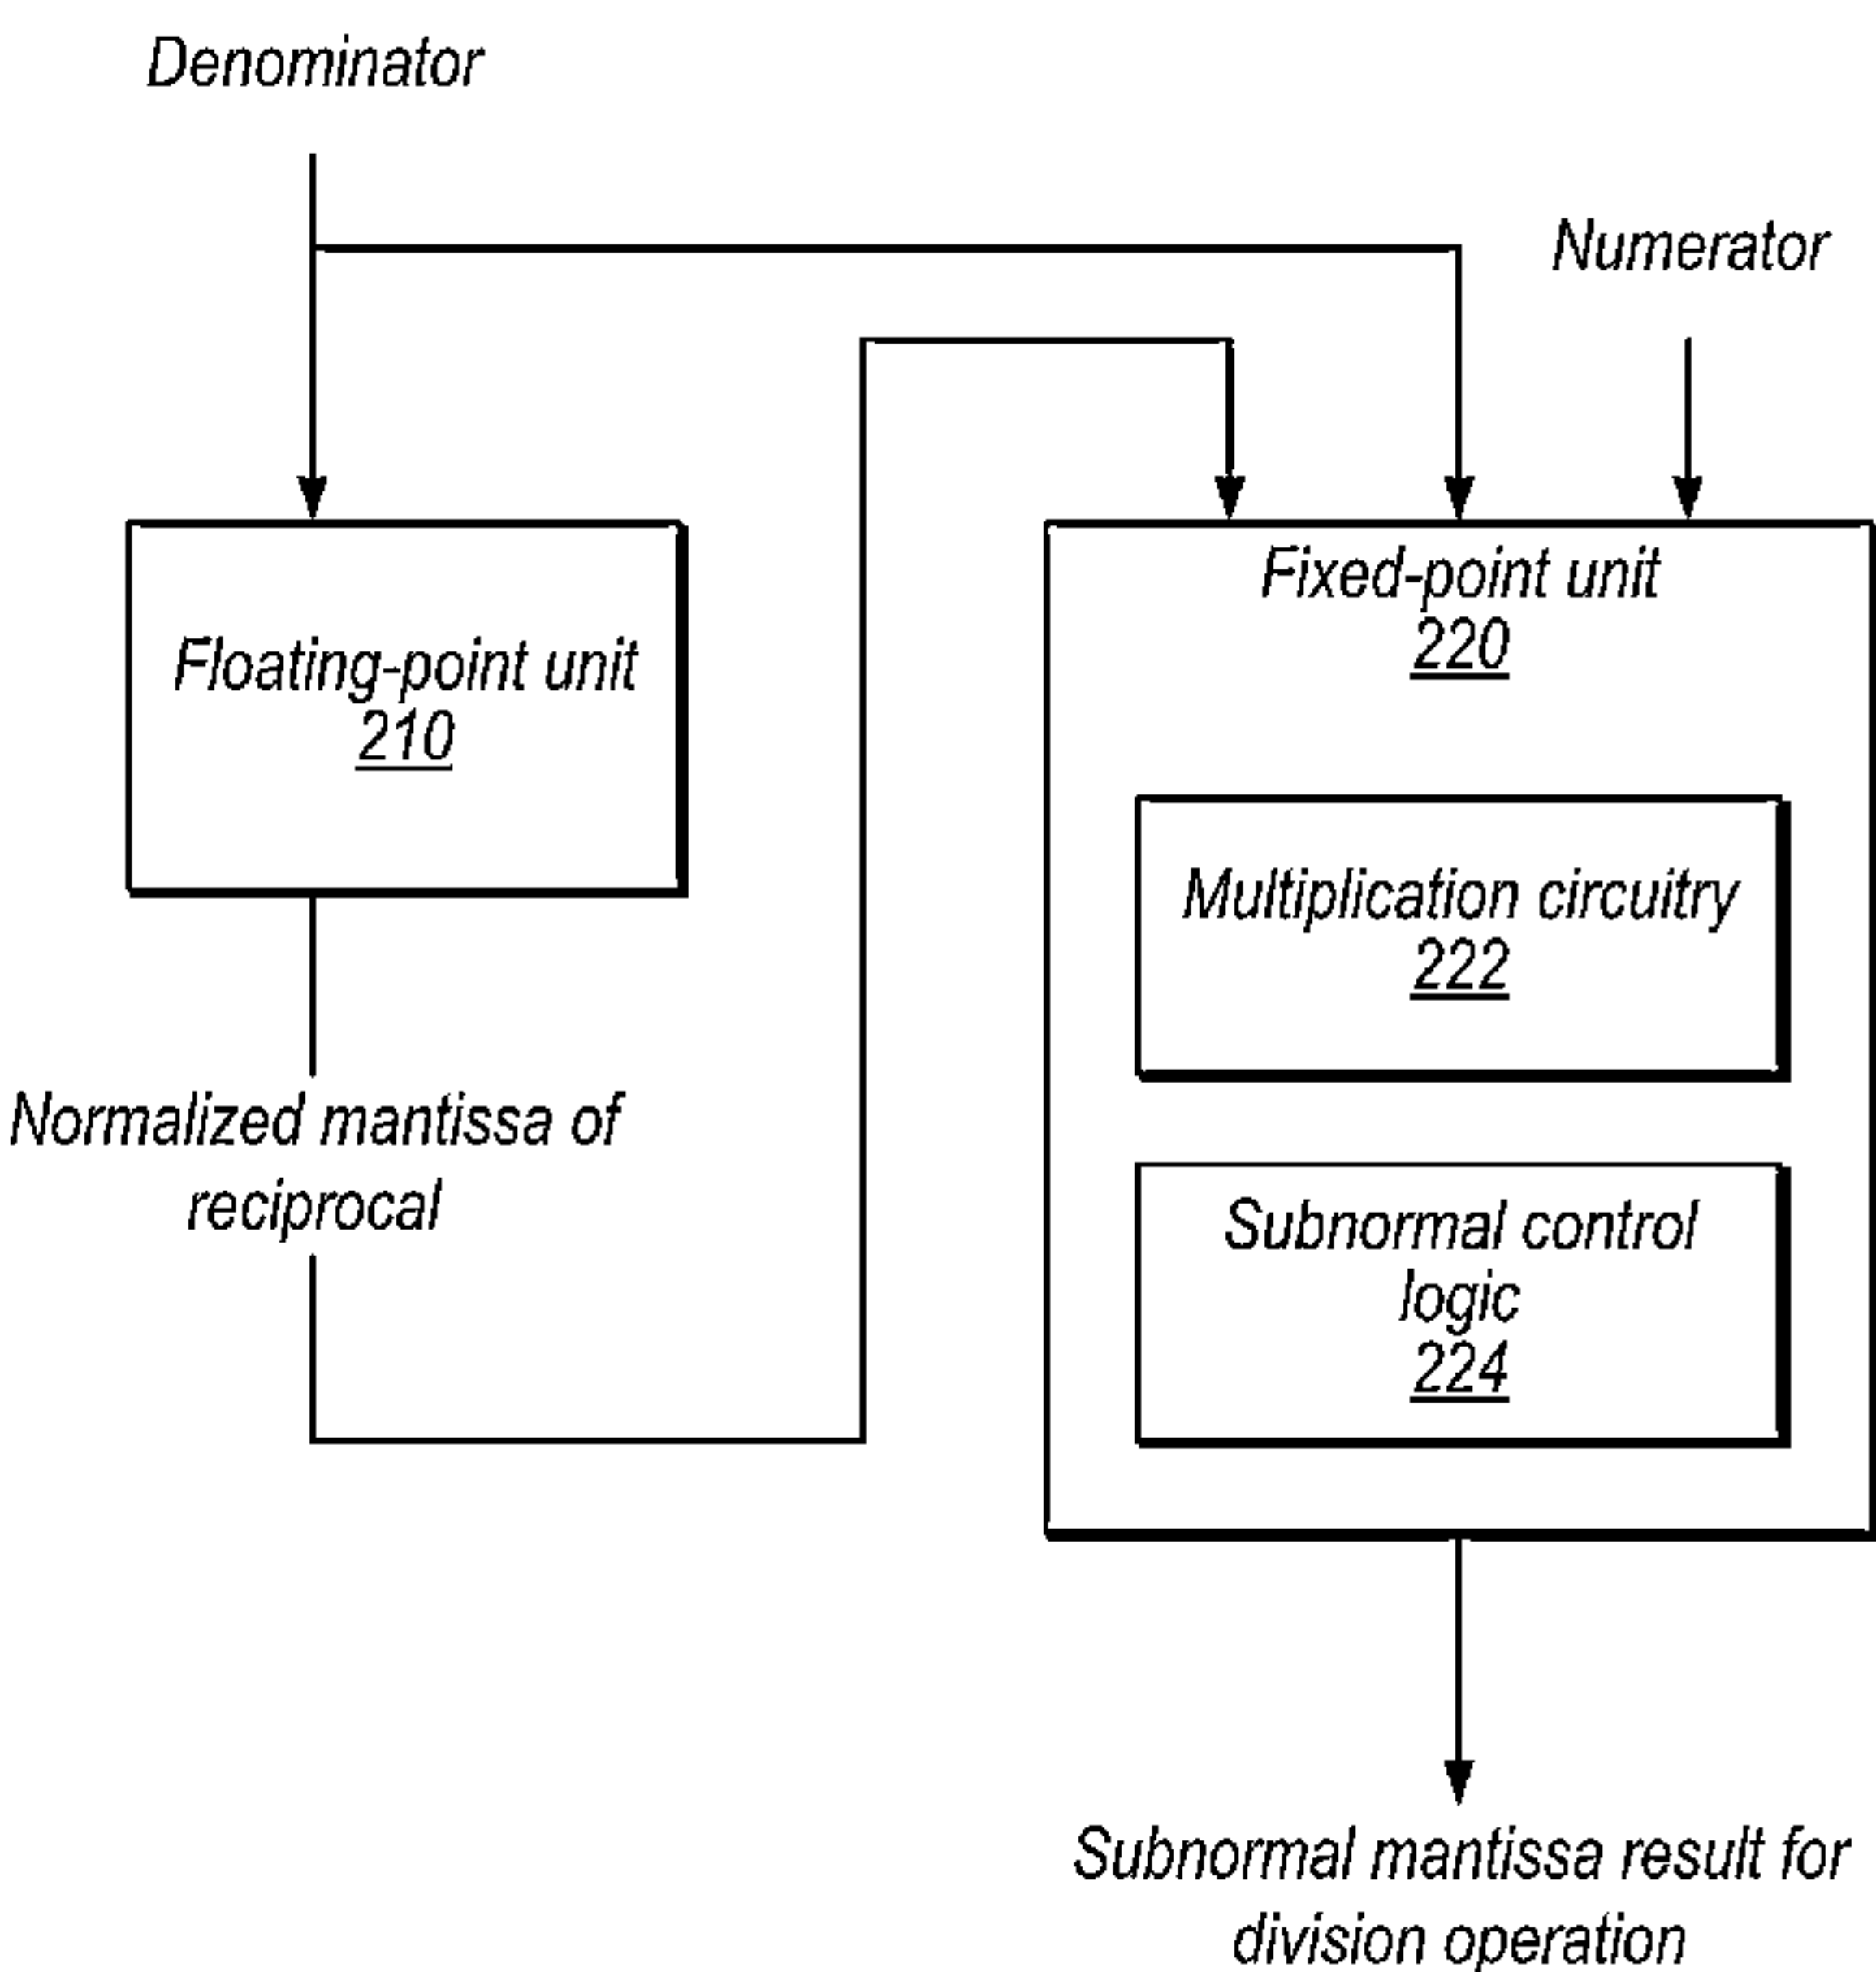 Denominator
Numerator
Floating-point unit
210
Normalized mantissa of
reciprocal
Fixed-point unit
220
Multiplication circuitry
222
Subnormal control
logic
224
Subnormal mantissa result for
division operation